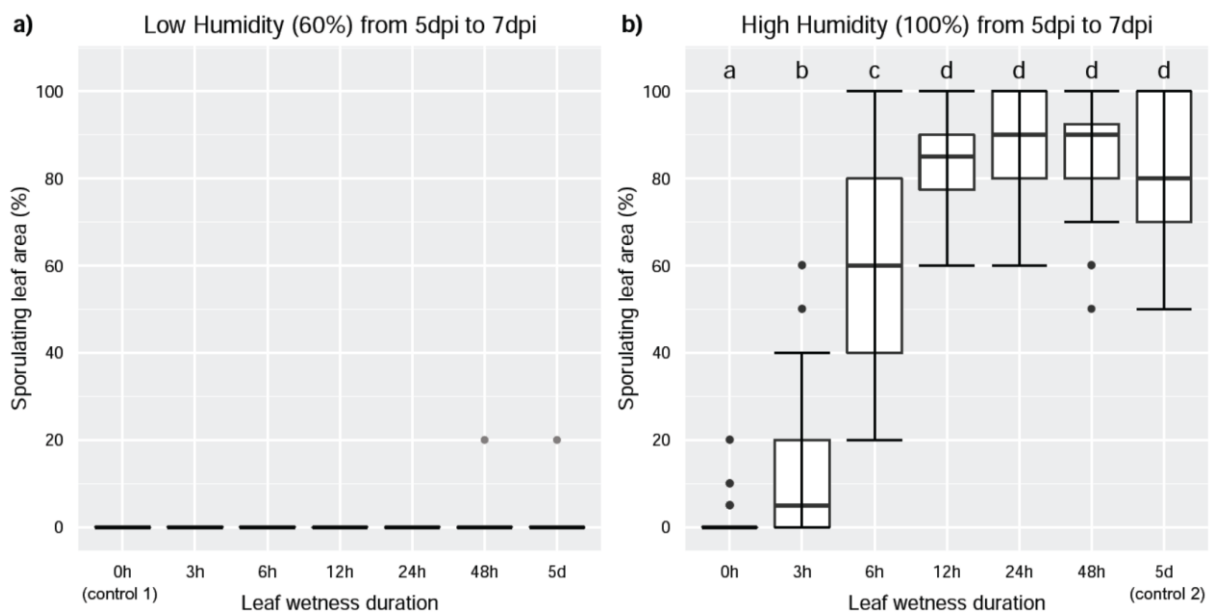 a)
Low Humidity (60%) from 5dpi to 7dpi
Sporulating leaf area (%)
100
80
60
40
20
0
0h
(control 1)
3h
6h
12h
24h
48h
5d
Leaf wetness duration
b)
High Humidity (100%) from 5dpi to 7dpi
a b c d d d d
Sporulating leaf area (%)
100
80
60
40
20
0
0h
3h
6h
12h
24h
48h
5d
(control 2)
Leaf wetness duration